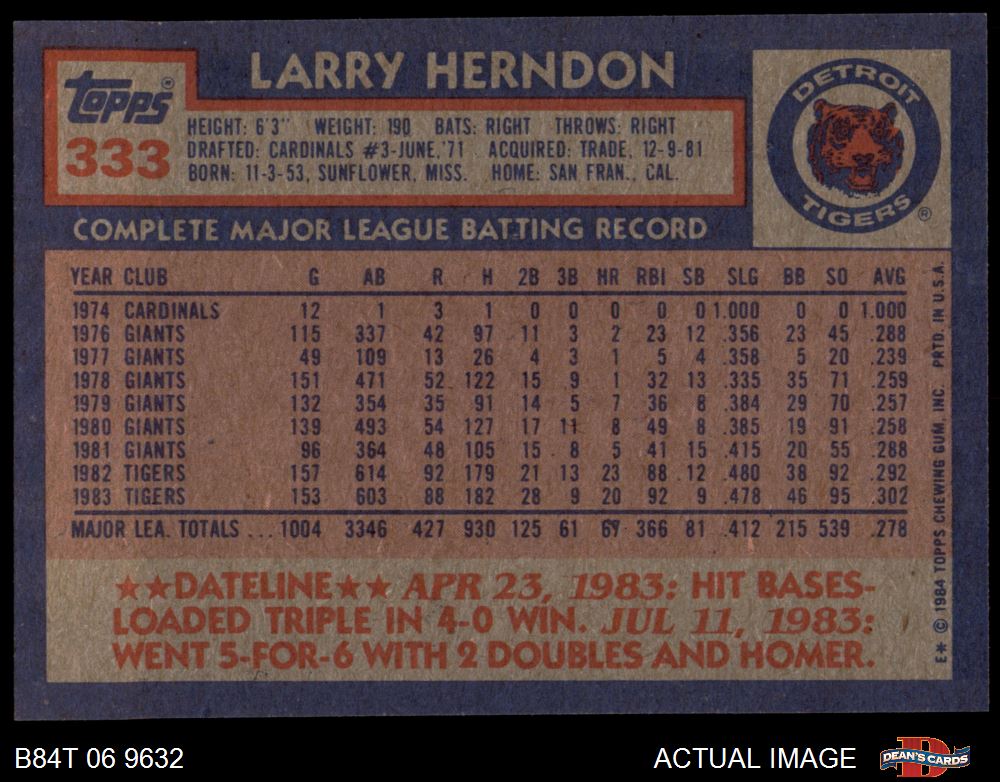 LARRY HERNDON
Topps®
333
HEIGHT: 6'3" WEIGHT: 190 BATS: RIGHT THROWS: RIGHT
DRAFTED: CARDINALS #3-JUNE,'71 ACQUIRED: TRADE, 12-9-81
BORN: 11-3-53, SUNFLOWER, MISS. HOME: SAN FRAN., CAL.
DETROIT
TIGERS®
COMPLETE MAJOR LEAGUE BATTING RECORD
YEAR CLUB G AB R H 2B 3B HR RBI SB SLG BB SO AVG
1974 CARDINALS 12 1 3 1 0 0 0 0 0 1.000 0 0 1.000
1976 GIANTS 115 337 42 97 11 3 2 23 12 .356 23 45 .288
1977 GIANTS 49 109 13 26 4 3 1 5 4 .358 5 20 .239
1978 GIANTS 151 471 52 122 15 9 1 32 13 .335 35 71 .259
1979 GIANTS 132 354 35 91 14 5 7 36 8 .384 29 70 .257
1980 GIANTS 139 493 54 127 17 11 8 49 8 .385 19 91 .258
1981 GIANTS 96 364 48 105 15 8 5 41 15 .415 20 55 .288
1982 TIGERS 157 614 92 179 21 13 23 88 12 .480 38 92 .292
1983 TIGERS 153 603 88 182 28 9 20 92 9 .478 46 95 .302
MAJOR LEA. TOTALS ... 1004 3346 427 930 125 61 67 366 81 .412 215 539 .278
★★DATELINE★★ APR 23, 1983: HIT BASES-
LOADED TRIPLE IN 4-0 WIN. JUL 11, 1983:
WENT 5-FOR-6 WITH 2 DOUBLES AND HOMER.
E* © 1984 TOPPS CHEWING GUM, INC. PRTD. IN U.S.A.
B84T 06 9632
ACTUAL IMAGE
D
DEAN'S CARDS